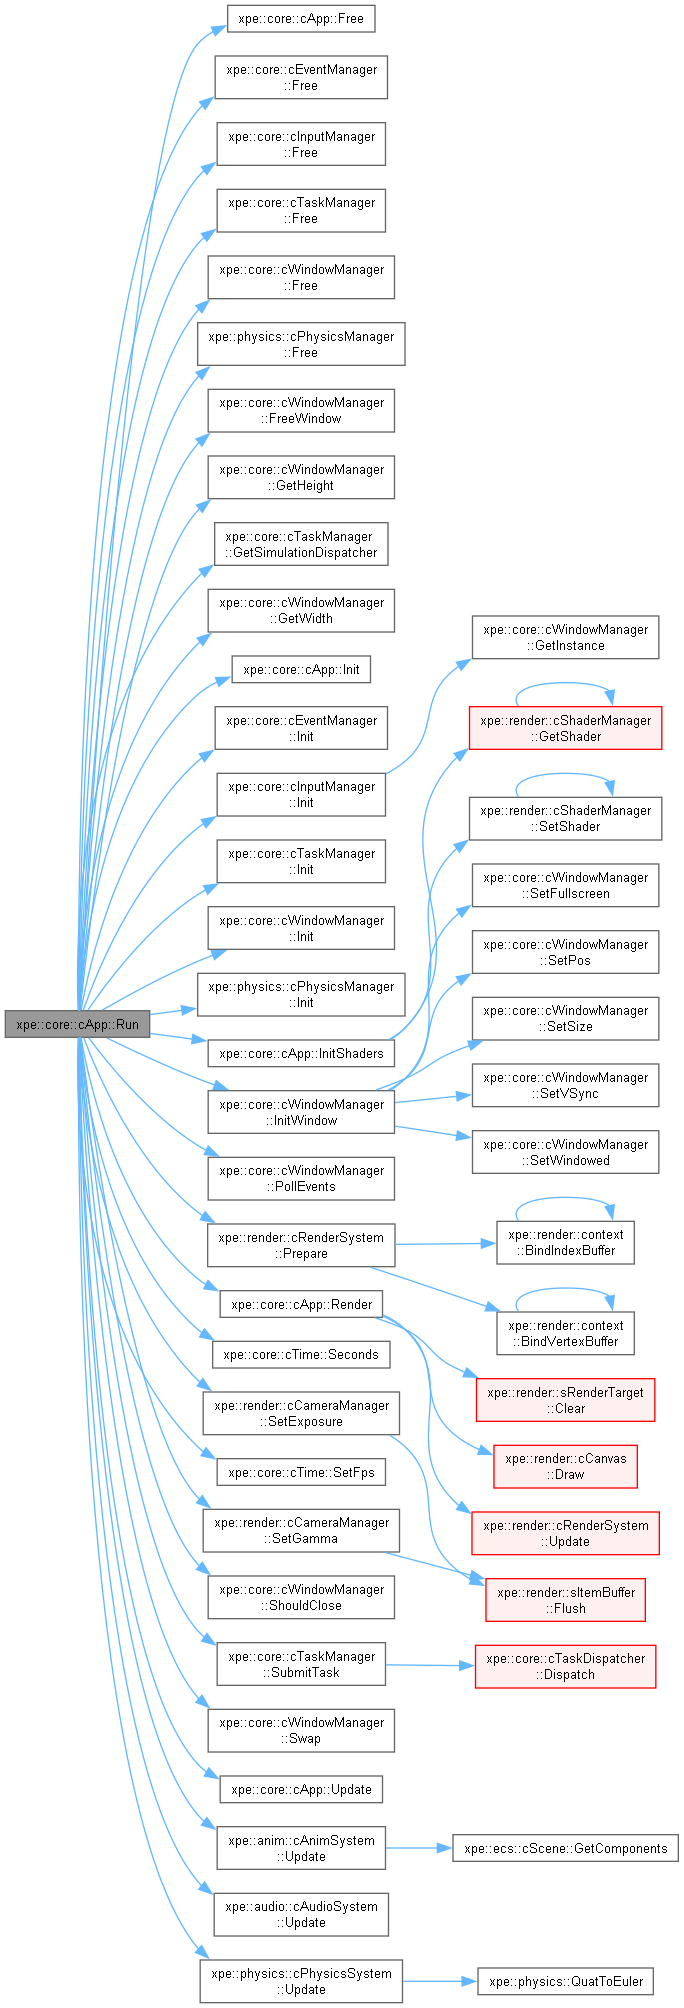 xpe::core::cApp::Run
xpe::core::cApp::Free
xpe::core::cEventManager
::Free
xpe::core::cInputManager
::Free
xpe::core::cTaskManager
::Free
xpe::core::cWindowManager
::Free
xpe::physics::cPhysicsManager
::Free
xpe::core::cWindowManager
::FreeWindow
xpe::core::cWindowManager
::GetHeight
xpe::core::cTaskManager
::GetSimulationDispatcher
xpe::core::cWindowManager
::GetWidth
xpe::core::cApp::Init
xpe::core::cEventManager
::Init
xpe::core::cInputManager
::Init
xpe::core::cTaskManager
::Init
xpe::core::cWindowManager
::Init
xpe::physics::cPhysicsManager
::Init
xpe::core::cApp::InitShaders
xpe::core::cWindowManager
::InitWindow
xpe::core::cWindowManager
::PollEvents
xpe::render::cRenderSystem
::Prepare
xpe::core::cApp::Render
xpe::core::cTime::Seconds
xpe::render::cCameraManager
::SetExposure
xpe::core::cTime::SetFps
xpe::render::cCameraManager
::SetGamma
xpe::core::cWindowManager
::ShouldClose
xpe::core::cTaskManager
::SubmitTask
xpe::core::cWindowManager
::Swap
xpe::core::cApp::Update
xpe::anim::cAnimSystem
::Update
xpe::audio::cAudioSystem
::Update
xpe::physics::cPhysicsSystem
::Update
xpe::core::cWindowManager
::GetInstance
xpe::render::cShaderManager
::GetShader
xpe::render::cShaderManager
::SetShader
xpe::core::cWindowManager
::SetFullscreen
xpe::core::cWindowManager
::SetPos
xpe::core::cWindowManager
::SetSize
xpe::core::cWindowManager
::SetVSync
xpe::core::cWindowManager
::SetWindowed
xpe::render::context
::BindIndexBuffer
xpe::render::context
::BindVertexBuffer
xpe::render::sRenderTarget
::Clear
xpe::render::cCanvas
::Draw
xpe::render::cRenderSystem
::Update
xpe::render::sItemBuffer
::Flush
xpe::core::cTaskDispatcher
::Dispatch
xpe::ecs::cScene::GetComponents
xpe::physics::QuatToEuler